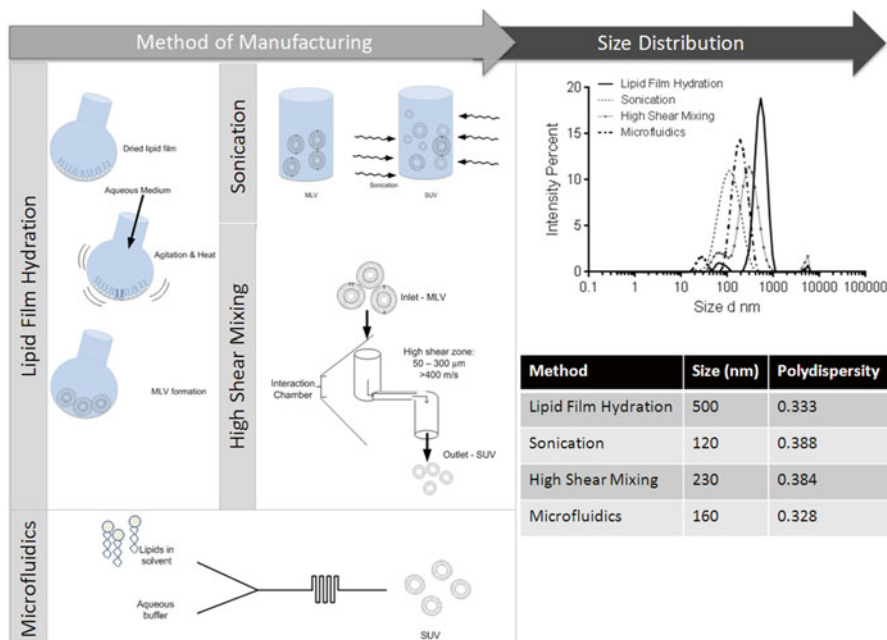 Method of Manufacturing
Size Distribution
Lipid Film Hydration
Dried lipid film
Aqueous Medium
Agitation & Heat
MLV formation
Sonication
MLV
Sonication
SUV
High Shear Mixing
Inlet - MLV
High shear zone:
50 – 300 µm
>400 m/s
Interaction
Chamber
Outlet - SUV
Microfluidics
Lipids in
solvent
Aqueous
buffer
SUV
Intensity Percent
20
15
10
5
0
Lipid Film Hydration
Sonication
High Shear Mixing
Microfluidics
0.1 1 10 100 1000 10000 100000
Size d nm
Method Size (nm) Polydispersity
Lipid Film Hydration 500 0.333
Sonication 120 0.388
High Shear Mixing 230 0.384
Microfluidics 160 0.328